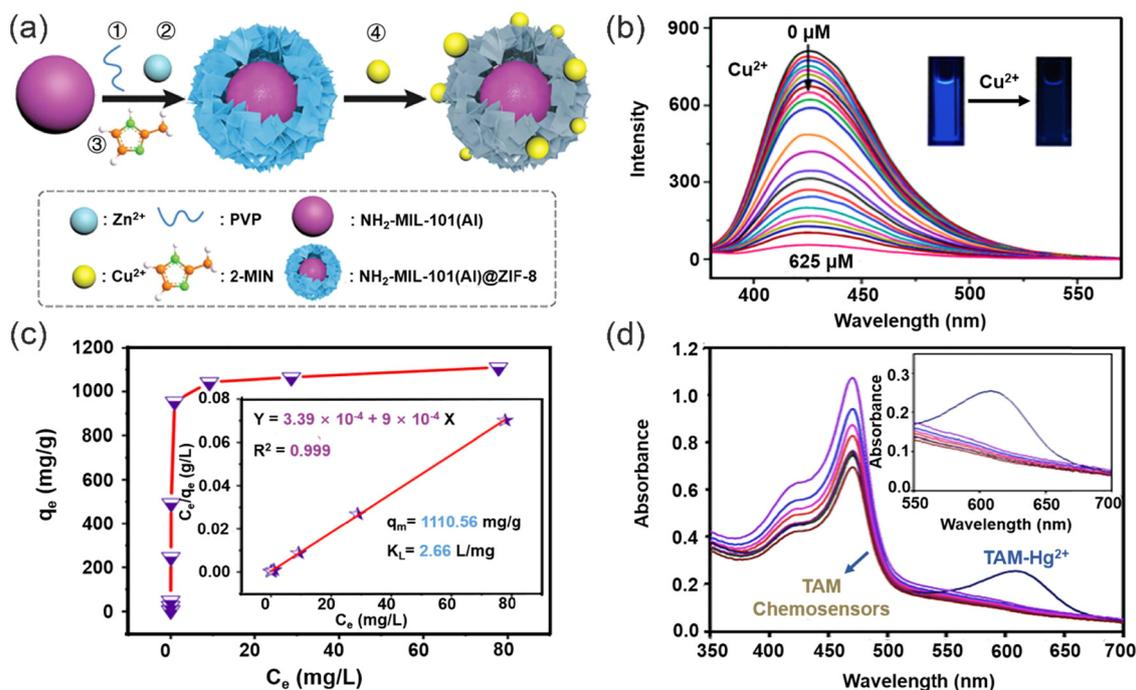 (a)
①
②
③
④
: Zn²⁺
: PVP
: NH₂-MIL-101(Al)
: Cu²⁺
: 2-MIN
: NH₂-MIL-101(Al)@ZIF-8
(b)
900
600
300
0
Intensity
0 μM
Cu²⁺
Cu²⁺
625 μM
400
450
500
550
Wavelength (nm)
(c)
1200
1000
800
600
400
200
0
qₑ (mg/g)
0.08
0.06
0.04
0.02
0.00
Cₑ/qₑ (g/L)
Y = 3.39 × 10⁻⁴ + 9 × 10⁻⁴ X
R² = 0.999
qₘ= 1110.56 mg/g
K_L= 2.66 L/mg
0
20
40
60
80
Cₑ (mg/L)
0
20
40
60
80
Cₑ (mg/L)
(d)
1.2
1.0
0.8
0.6
0.4
0.2
0.0
Absorbance
0.3
0.2
0.1
0.0
Absorbance
550
600
650
700
Wavelength (nm)
TAM-Hg²⁺
TAM
Chemosensors
350
400
450
500
550
600
650
700
Wavelength (nm)